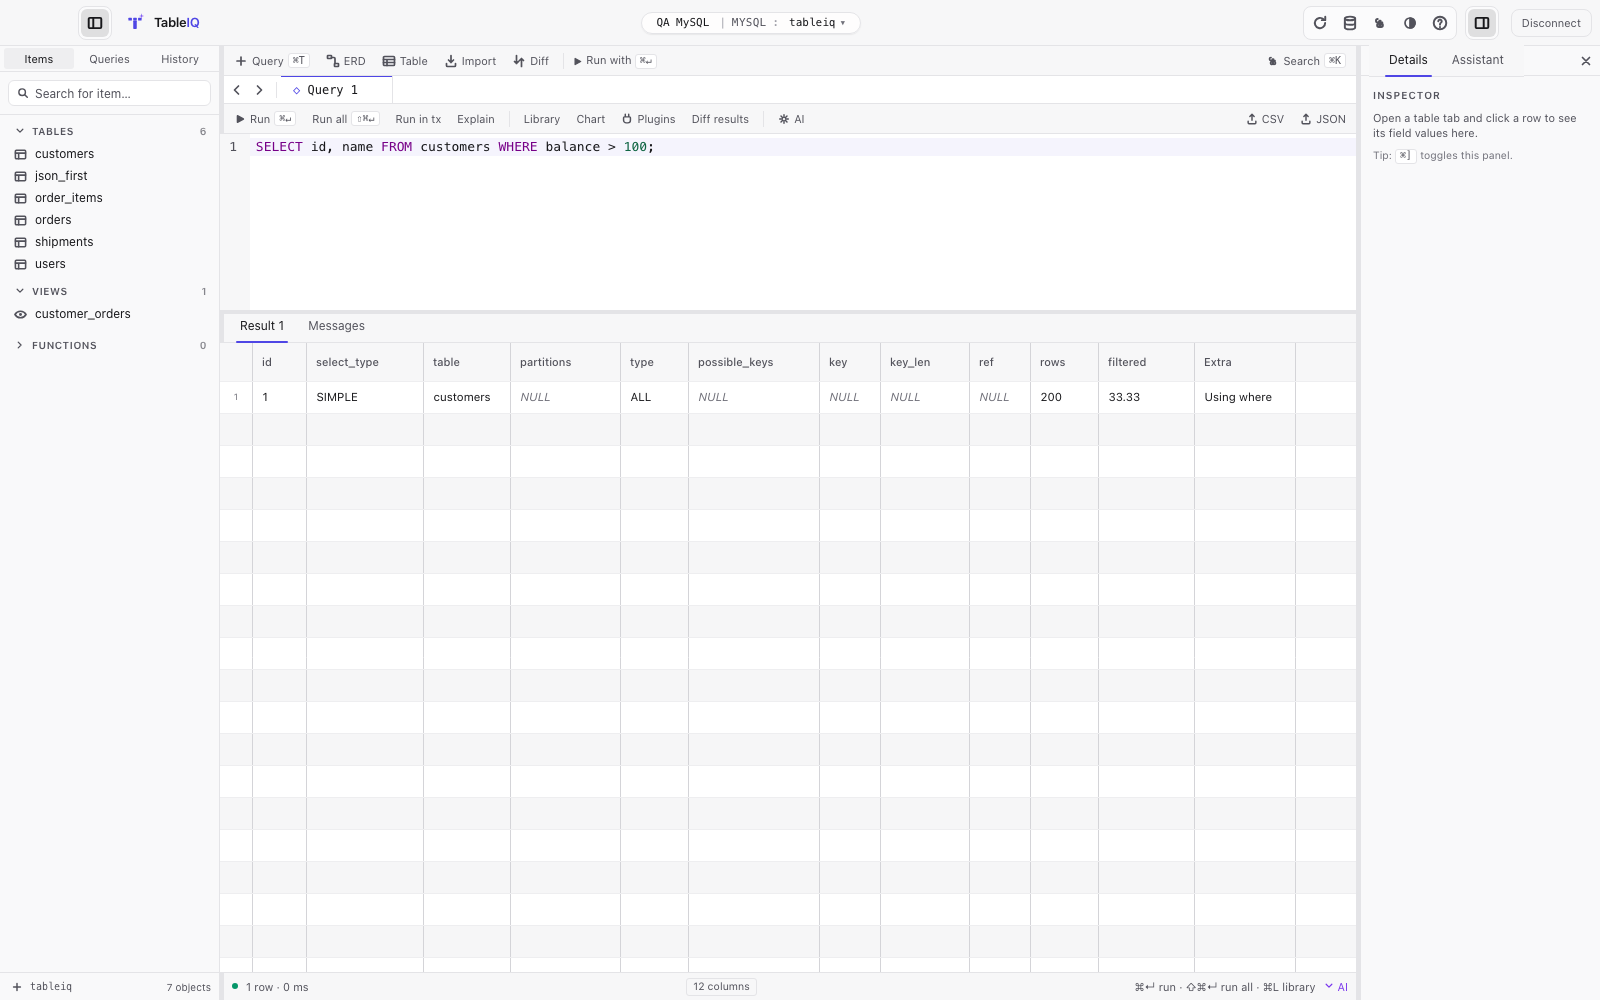 TableIQ
QA MySQL | MYSQL : tableiq ▾
Disconnect
Items Queries History
Search for item...
TABLES 6
customers
json_first
order_items
orders
shipments
users
VIEWS 1
customer_orders
FUNCTIONS 0
+ tableiq 7 objects
+ Query ⌘T ERD Table Import Diff Run with ⌘↵ Search ⌘K
Query 1
Run ⌘↵ Run all ⇧⌘↵ Run in tx Explain Library Chart Plugins Diff results AI CSV JSON
1 SELECT id, name FROM customers WHERE balance > 100;
Result 1 Messages
id select_type table partitions type possible_keys key key_len ref rows filtered Extra
1 1 SIMPLE customers NULL ALL NULL NULL NULL NULL 200 33.33 Using where
1 row · 0 ms 12 columns ⌘↵ run · ⇧⌘↵ run all · ⌘L library AI
Details Assistant
INSPECTOR
Open a table tab and click a row to see
its field values here.
Tip: ⌘] toggles this panel.